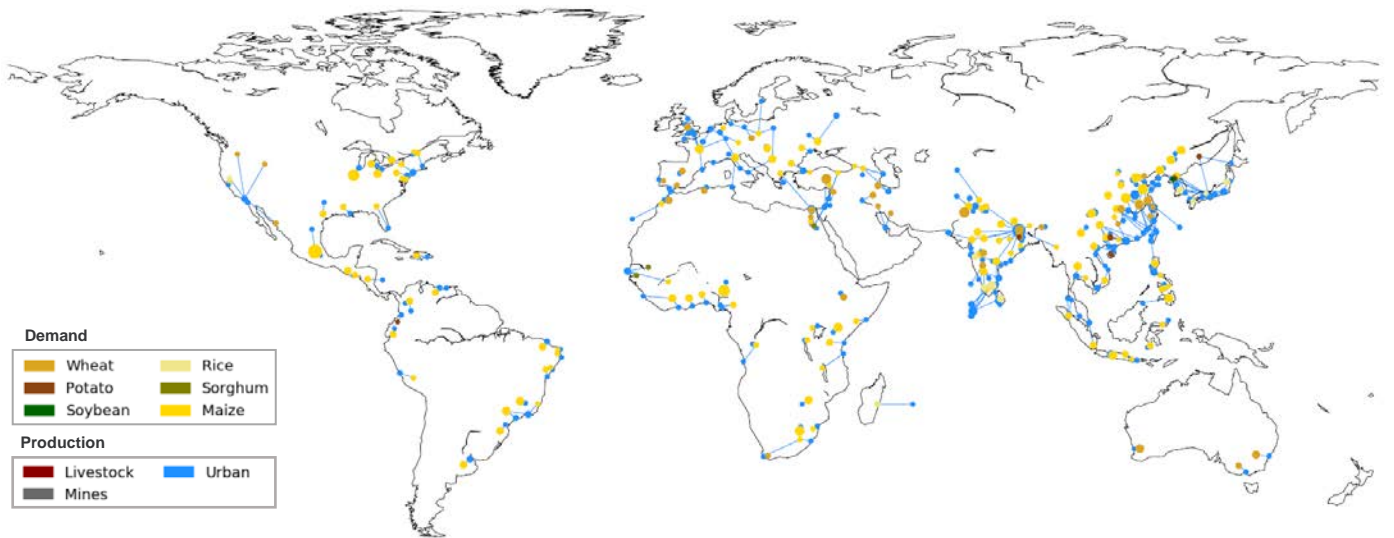 Demand
Wheat Rice
Potato Sorghum
Soybean Maize
Production
Livestock Urban
Mines